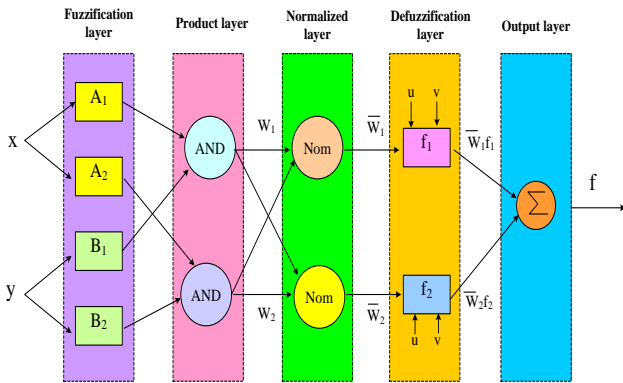 Fuzzification
layer
Product layer
Normalized
layer
Defuzzification
layer
Output layer
x
y
A1
A2
B1
B2
AND
AND
W1
W2
Nom
Nom
W̅1
W̅2
u v
f1
f2
u v
W̅1f1
W̅2f2
Σ
f